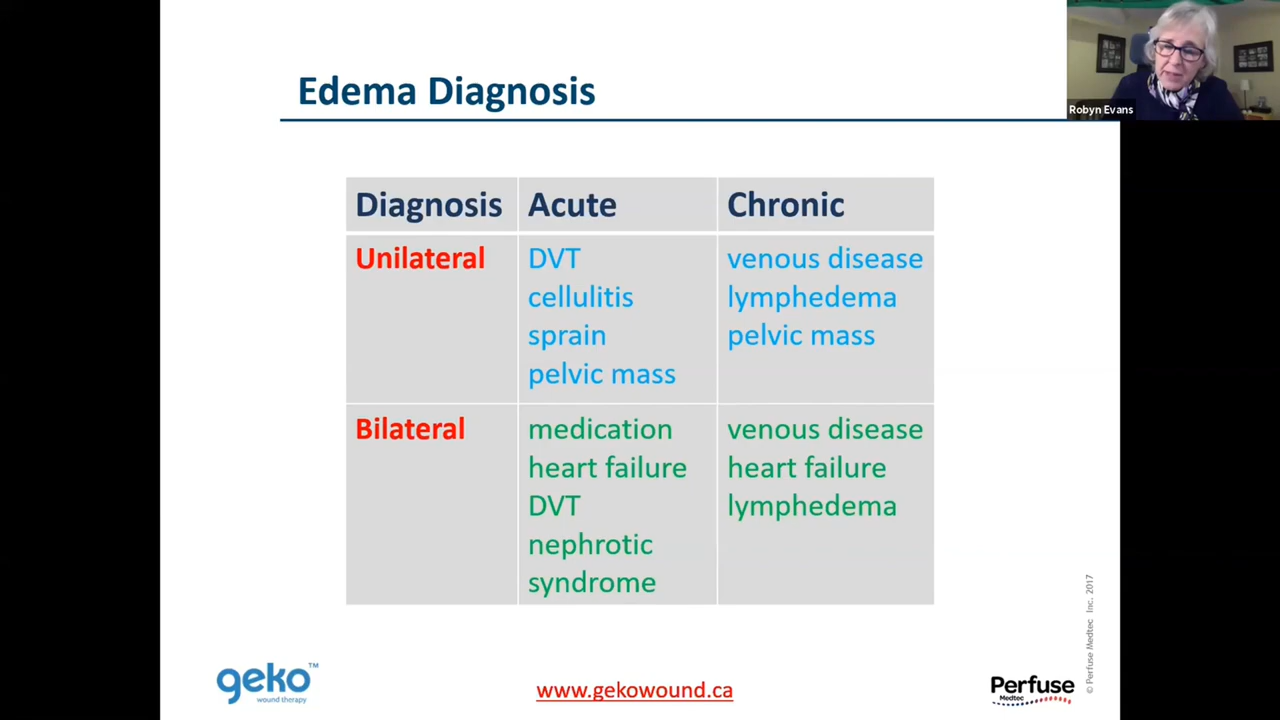 Edema Diagnosis
Robyn Evans
Diagnosis Acute Chronic
Unilateral DVT venous disease
cellulitis lymphedema
sprain pelvic mass
pelvic mass
Bilateral medication venous disease
heart failure heart failure
DVT lymphedema
nephrotic
syndrome
geko™
wound therapy
www.gekowound.ca
Perfuse
Medtec
© Perfuse Medtec Inc. 2017